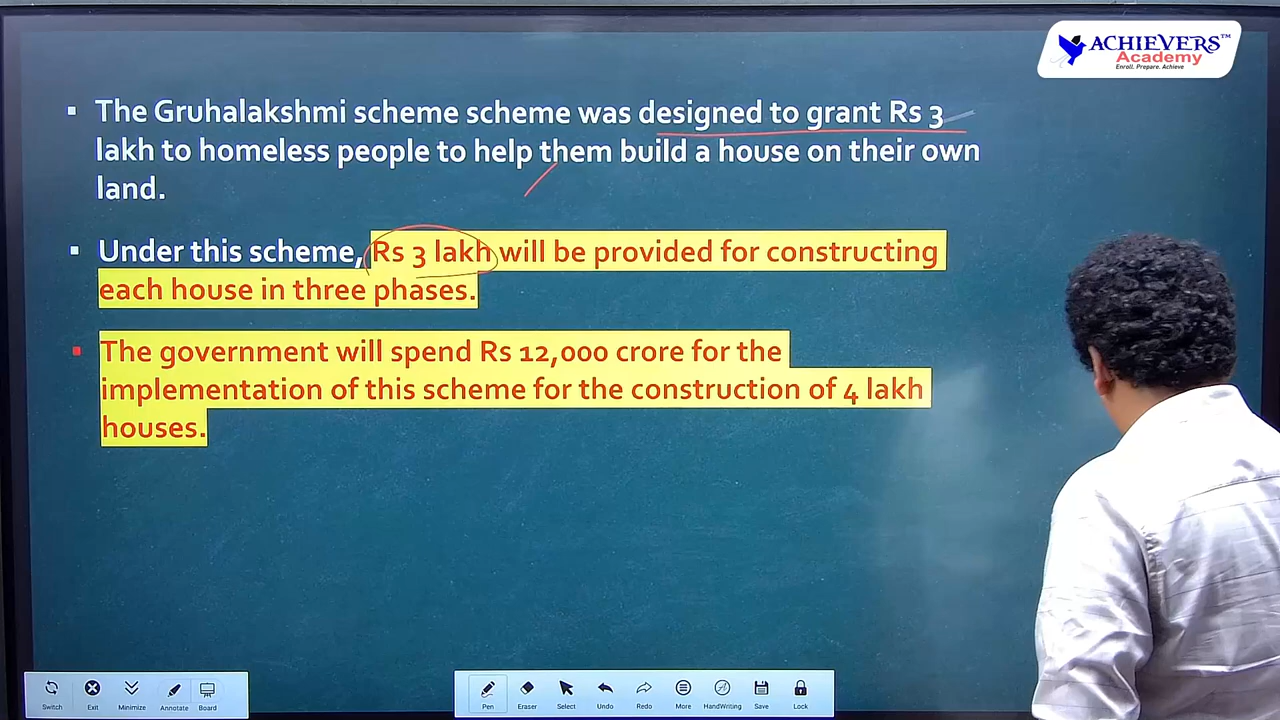 ACHIEVERS™
Academy
Enroll. Prepare. Achieve
▪ The Gruhalakshmi scheme scheme was designed to grant Rs 3
lakh to homeless people to help them build a house on their own
land.
▪ Under this scheme, Rs 3 lakh will be provided for constructing
each house in three phases.
▪ The government will spend Rs 12,000 crore for the
implementation of this scheme for the construction of 4 lakh
houses.
Switch Exit Minimize Annotate Board Pen Eraser Select Undo Redo More HandWriting Save Lock